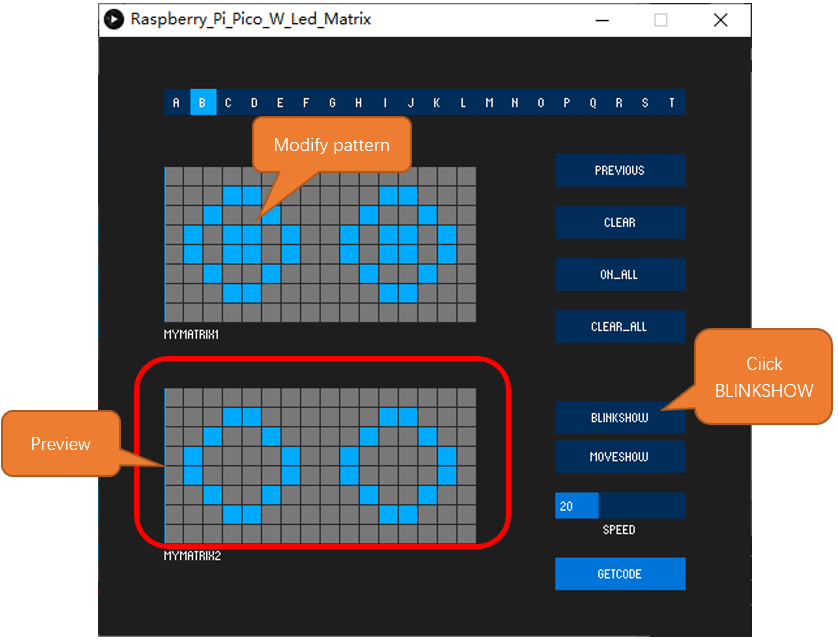 Raspberry_Pi_Pico_W_Led_Matrix
A B C D E F G H I J K L M N O P Q R S T
Modify pattern
PREVIOUS
CLEAR
ON_ALL
CLEAR_ALL
MYMATRIX1
Ciick
BLINKSHOW
BLINKSHOW
Preview
MOVESHOW
20
SPEED
MYMATRIX2
GETCODE